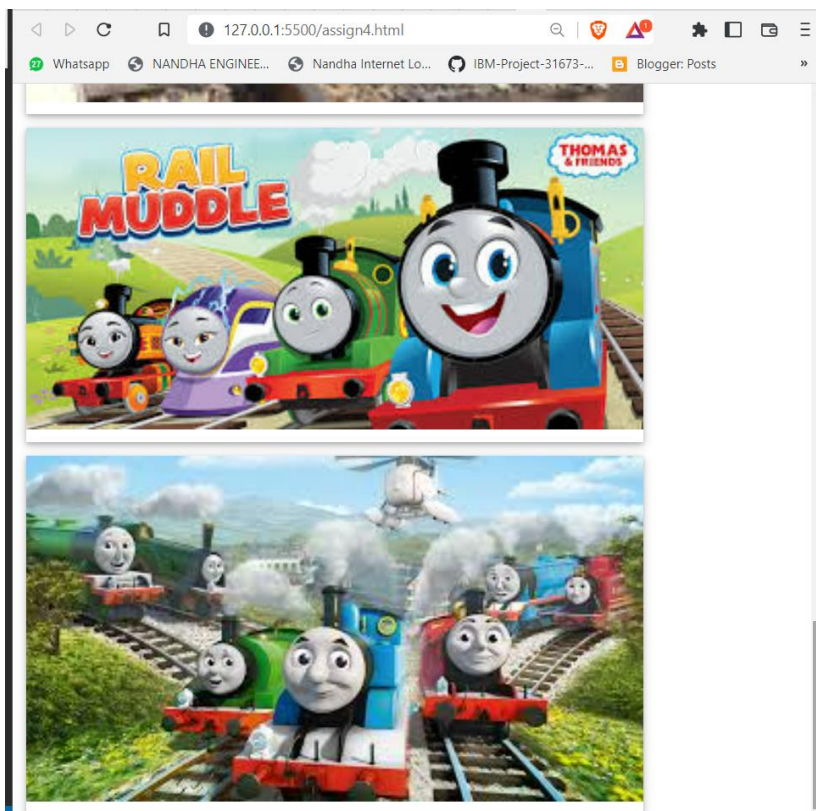 127.0.0.1:5500/assign4.html
1
27 Whatsapp NANDHA ENGINEE... Nandha Internet Lo... IBM-Project-31673-... Blogger: Posts »
RAIL
MUDDLE
THOMAS
& FRIENDS